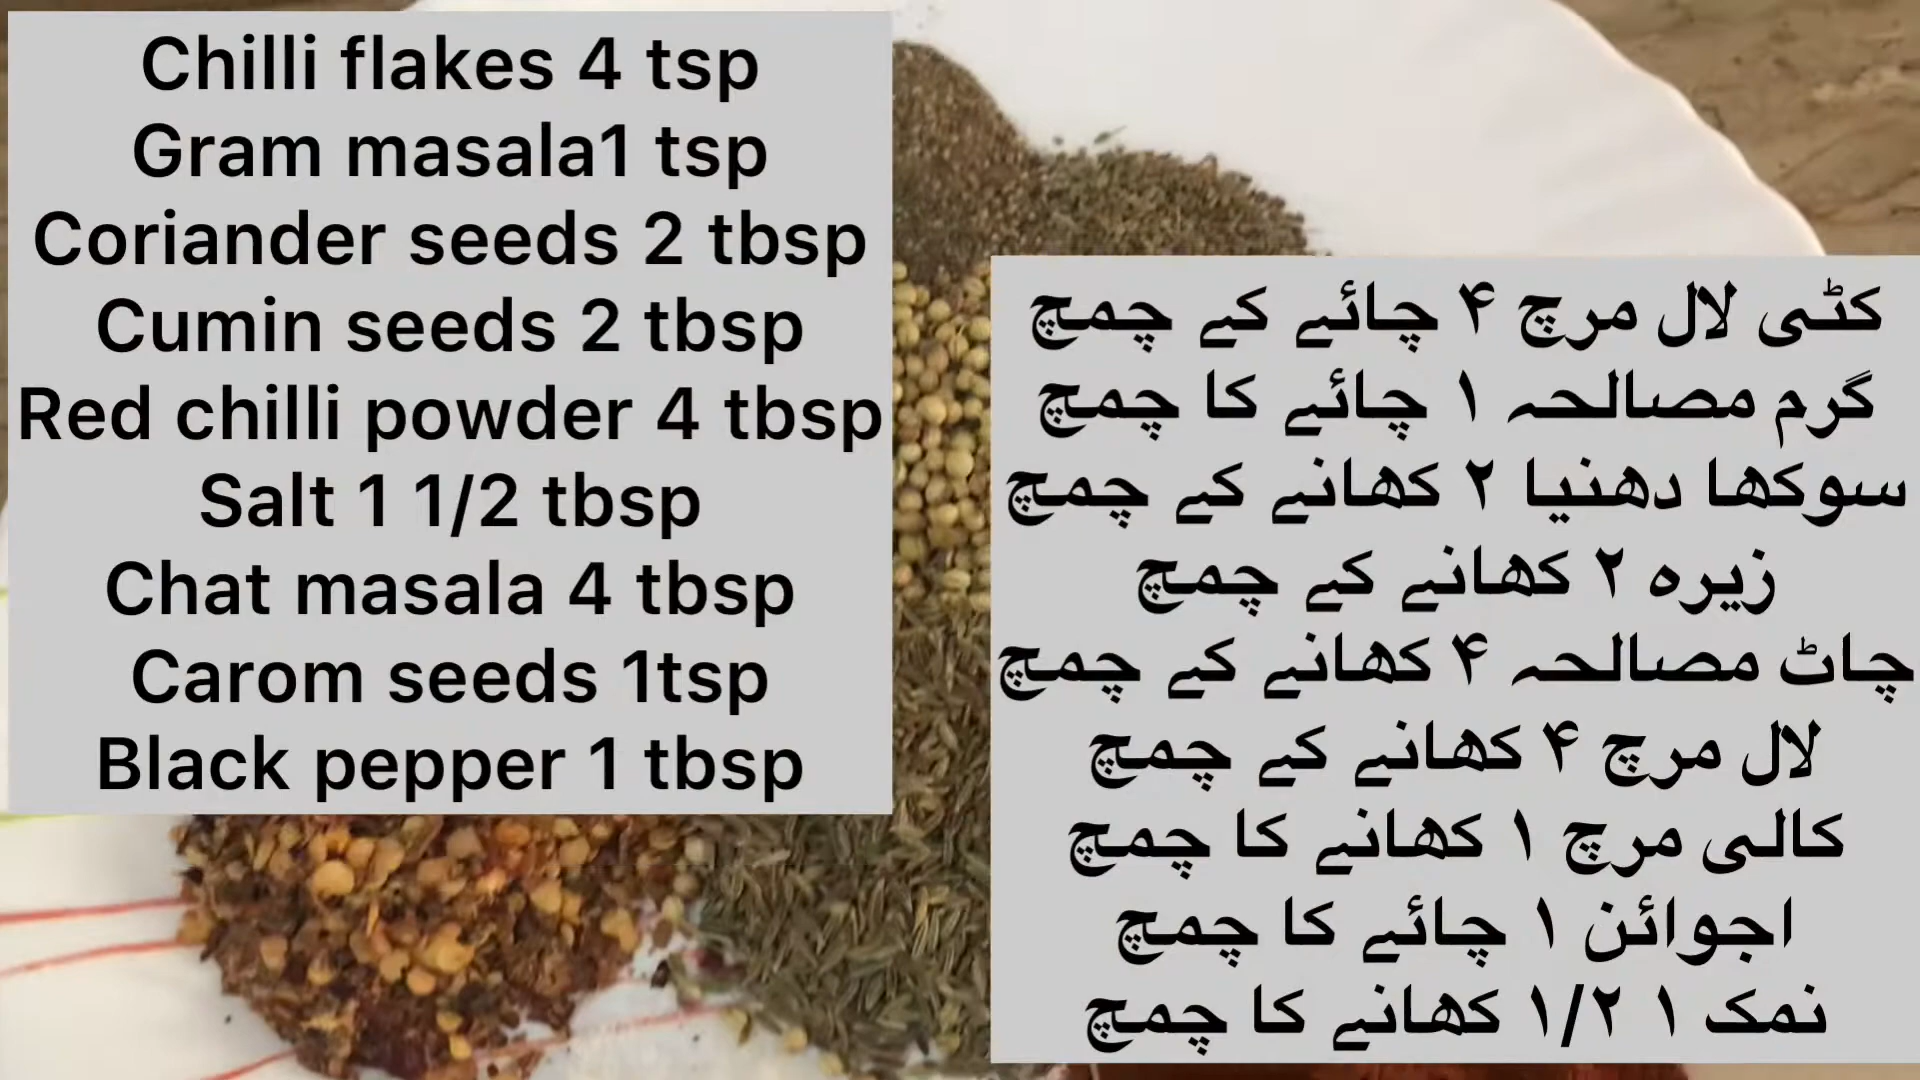 Chilli flakes 4 tsp
Gram masala1 tsp
Coriander seeds 2 tbsp
Cumin seeds 2 tbsp
Red chilli powder 4 tbsp
Salt 1 1/2 tbsp
Chat masala 4 tbsp
Carom seeds 1tsp
Black pepper 1 tbsp
کٹی لال مرچ ۴ چائے کے چمچ
گرم مصالحہ ۱ چائے کا چمچ
سوکھا دھنیا ۲ کھانے کے چمچ
زیرہ ۲ کھانے کے چمچ
چاٹ مصالحہ ۴ کھانے کے چمچ
لال مرچ ۴ کھانے کے چمچ
کالی مرچ ۱ کھانے کا چمچ
اجوائن ۱ چائے کا چمچ
نمک ۱ ۱/۲ کھانے کا چمچ